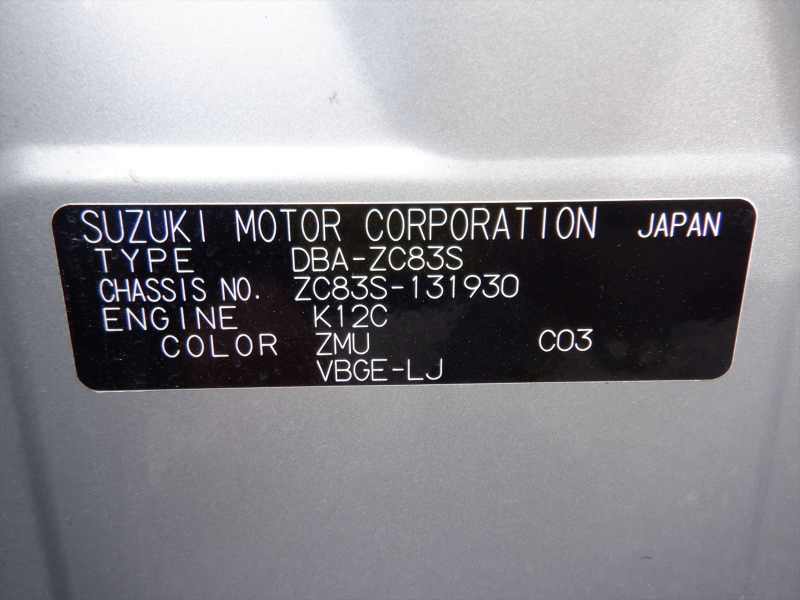 SUZUKI MOTOR CORPORATION JAPAN
TYPE DBA-ZC83S
CHASSIS NO. ZC83S-131930
ENGINE K12C
COLOR ZMU C03
VBGE-LJ